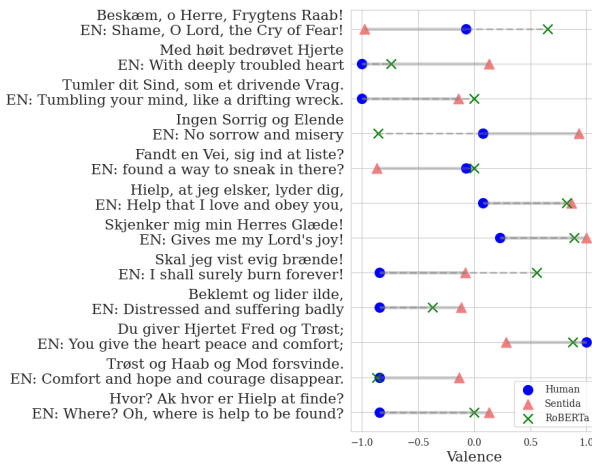 Beskæm, o Herre, Frygtens Raab!
EN: Shame, O Lord, the Cry of Fear!
Med høit bedrøvet Hjerte
EN: With deeply troubled heart
Tumler dit Sind, som et drivende Vrag.
EN: Tumbling your mind, like a drifting wreck.
Ingen Sorrig og Elende
EN: No sorrow and misery
Fandt en Vei, sig ind at liste?
EN: found a way to sneak in there?
Hielp, at jeg elsker, lyder dig,
EN: Help that I love and obey you,
Skjenker mig min Herres Glæde!
EN: Gives me my Lord's joy!
Skal jeg vist evig brænde!
EN: I shall surely burn forever!
Beklemt og lider ilde,
EN: Distressed and suffering badly
Du giver Hjertet Fred og Trøst;
EN: You give the heart peace and comfort;
Trøst og Haab og Mod forsvinde.
EN: Comfort and hope and courage disappear.
Hvor? Ak hvor er Hielp at finde?
EN: Where? Oh, where is help to be found?
Human
Sentida
RoBERTa
−1.0 −0.5 0.0 0.5 1.0
Valence